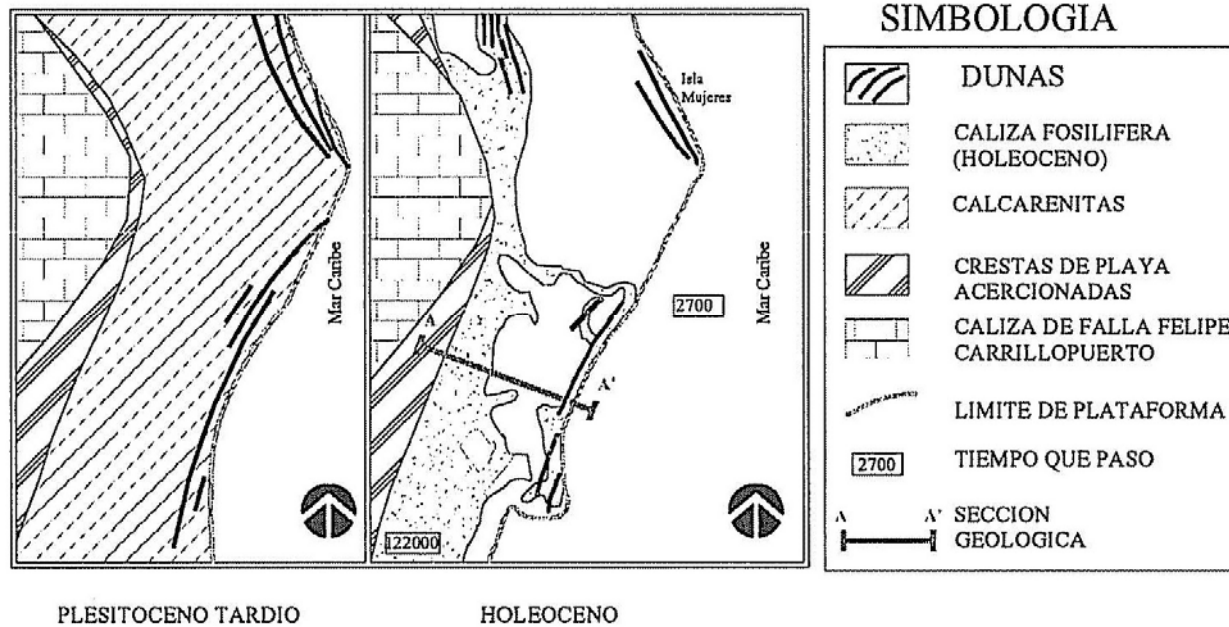 Mar Caribe
Isla
Mujeres
2700
Mar Caribe
A
A'
122000
PLESITOCENO TARDIO
HOLEOCENO
SIMBOLOGIA
DUNAS
CALIZA FOSILIFERA
(HOLEOCENO)
CALCARENITAS
CRESTAS DE PLAYA
ACERCIONADAS
CALIZA DE FALLA FELIPE
CARRILLOPUERTO
LIMITE DE PLATAFORMA
2700
TIEMPO QUE PASO
A
A'
SECCION
GEOLOGICA